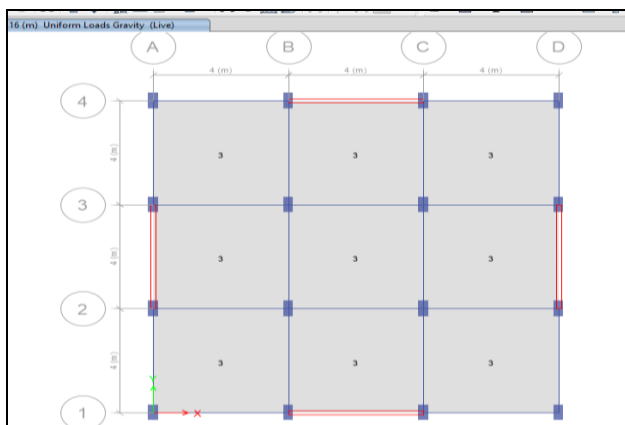 16 (m) Uniform Loads Gravity (Live)
A B C D
4 (m) 4 (m) 4 (m)
4
4 (m)
3 3 3
3
4 (m)
3 3 3
2
4 (m)
3 3 3
Y
1
X